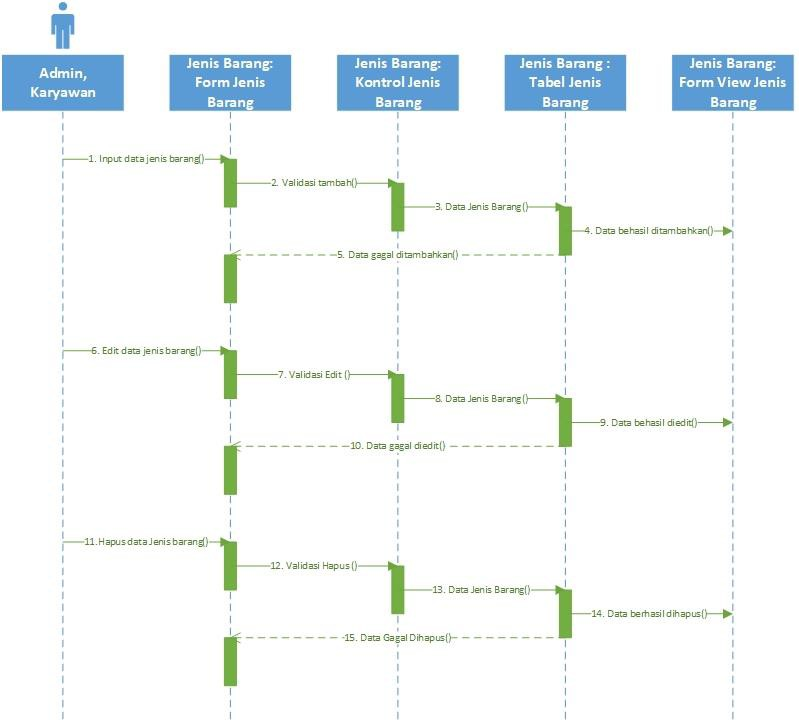 Admin,
Karyawan
Jenis Barang:
Form Jenis
Barang
Jenis Barang:
Kontrol Jenis
Barang
Jenis Barang :
Tabel Jenis
Barang
Jenis Barang:
Form View Jenis
Barang
1. Input data jenis barang()
2. Validasi tambah()
3. Data Jenis Barang()
4. Data behasil ditambahkan()
5. Data gagal ditambahkan()
6. Edit data jenis barang()
7. Validasi Edit ()
8. Data Jenis Barang()
9. Data behasil diedit()
10. Data gagal diedit()
11.Hapus data Jenis barang()
12. Validasi Hapus ()
13. Data Jenis Barang()
14. Data berhasil dihapus()
15. Data Gagal Dihapus()